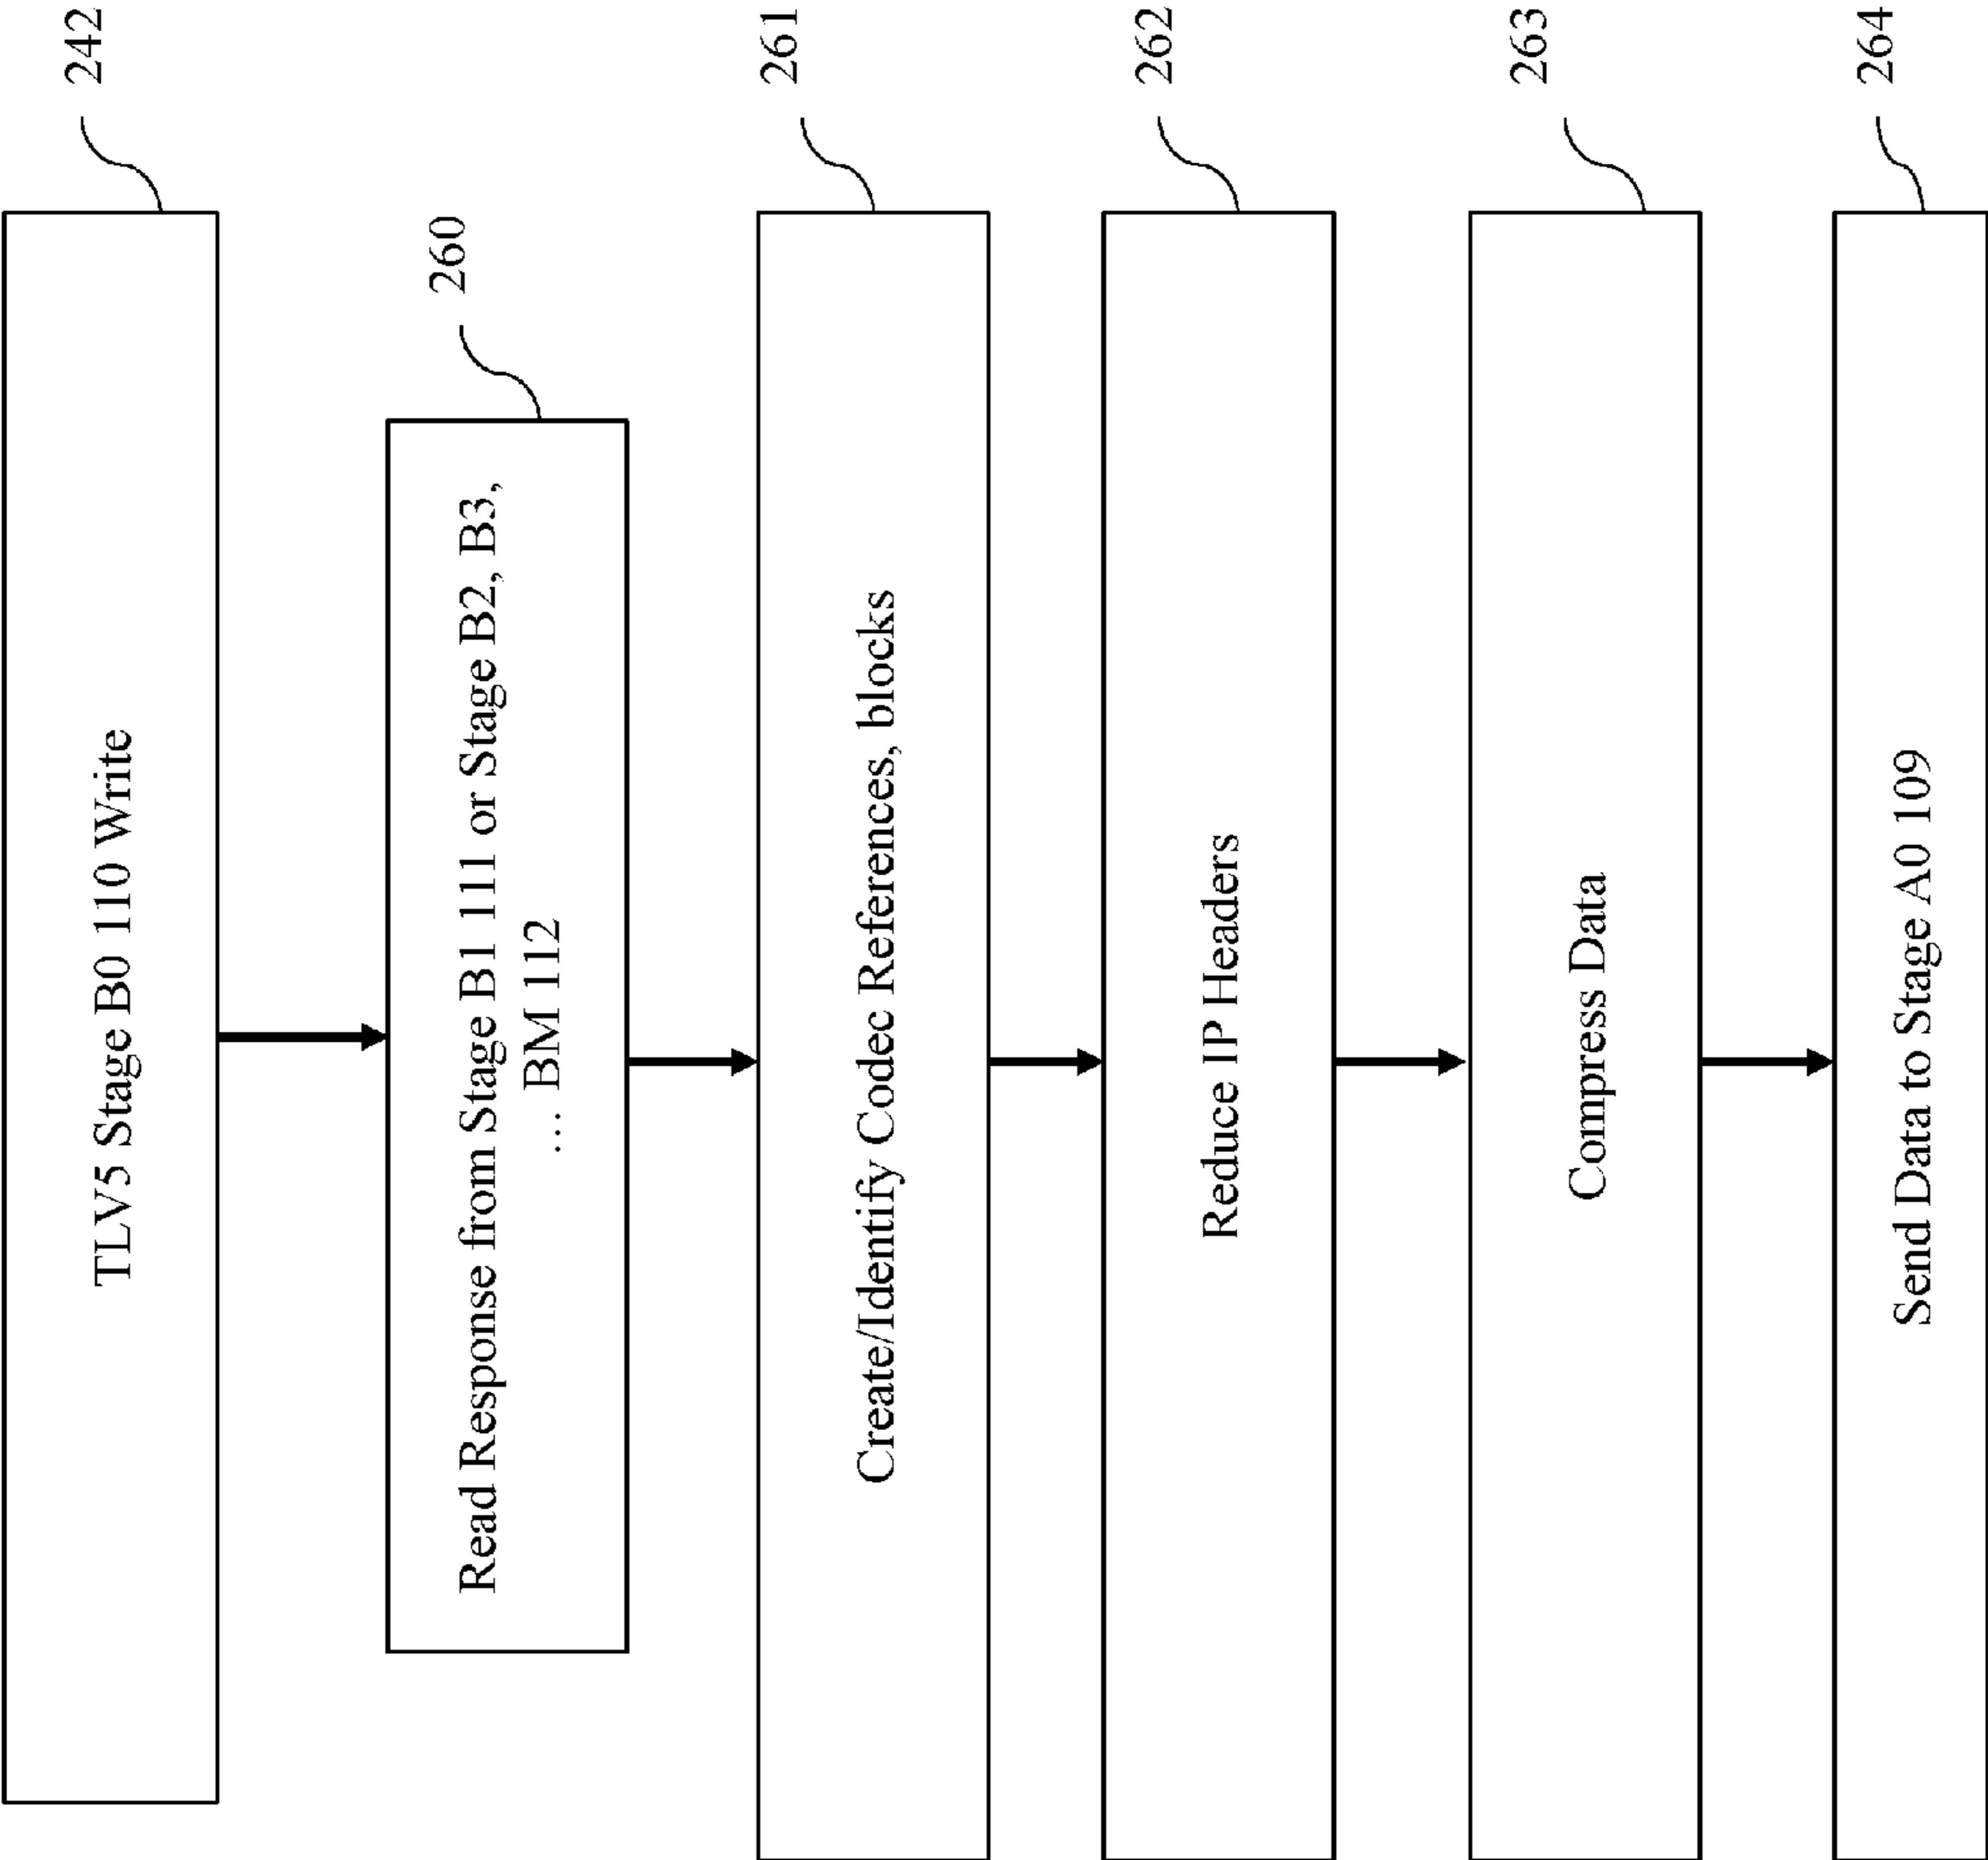 TLV5 Stage B0 110 Write
242
Read Response from Stage B1 111 or Stage B2, B3,
… BM 112
260
Create/Identify Codec References, blocks
261
Reduce IP Headers
262
Compress Data
263
Send Data to Stage A0 109
264